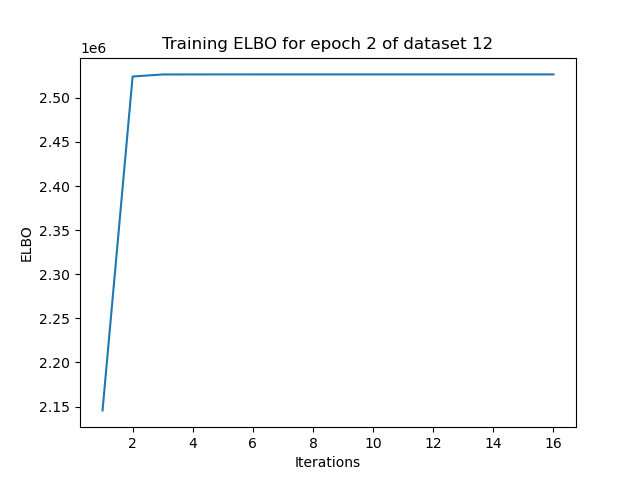 Training ELBO for epoch 2 of dataset 12
1e6
2.50
2.45
2.40
2.35
2.30
2.25
2.20
2.15
ELBO
2 4 6 8 10 12 14 16
Iterations